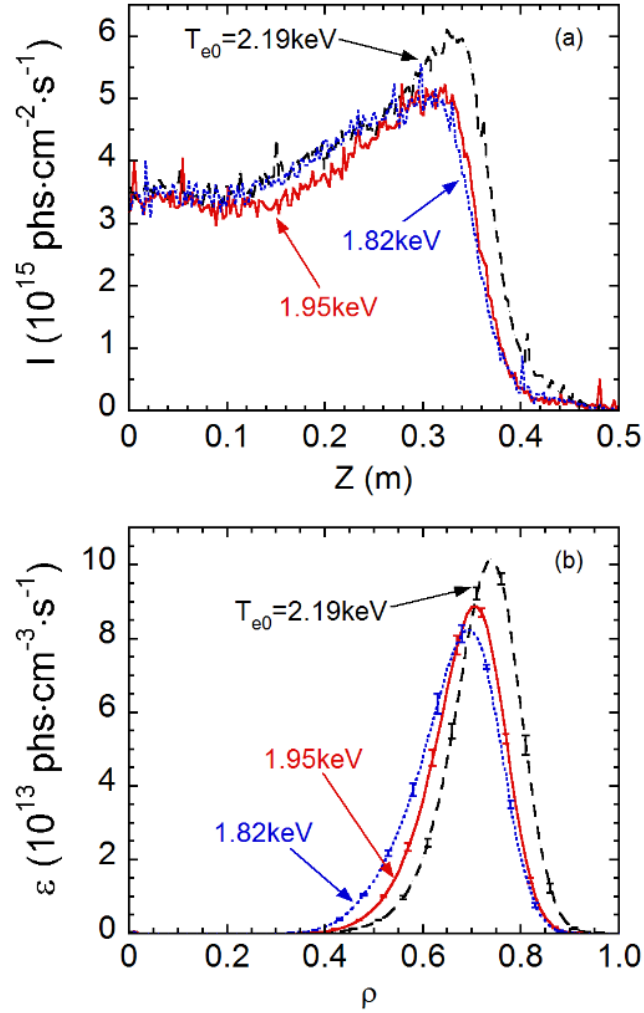 (a)
T_e0=2.19keV
1.82keV
1.95keV
6
5
4
3
2
1
0
I (10^15 phs·cm^-2·s^-1)
0 0.1 0.2 0.3 0.4 0.5
Z (m)
(b)
T_e0=2.19keV
1.95keV
1.82keV
10
8
6
4
2
0
ε (10^13 phs·cm^-3·s^-1)
0.0 0.2 0.4 0.6 0.8 1.0
ρ